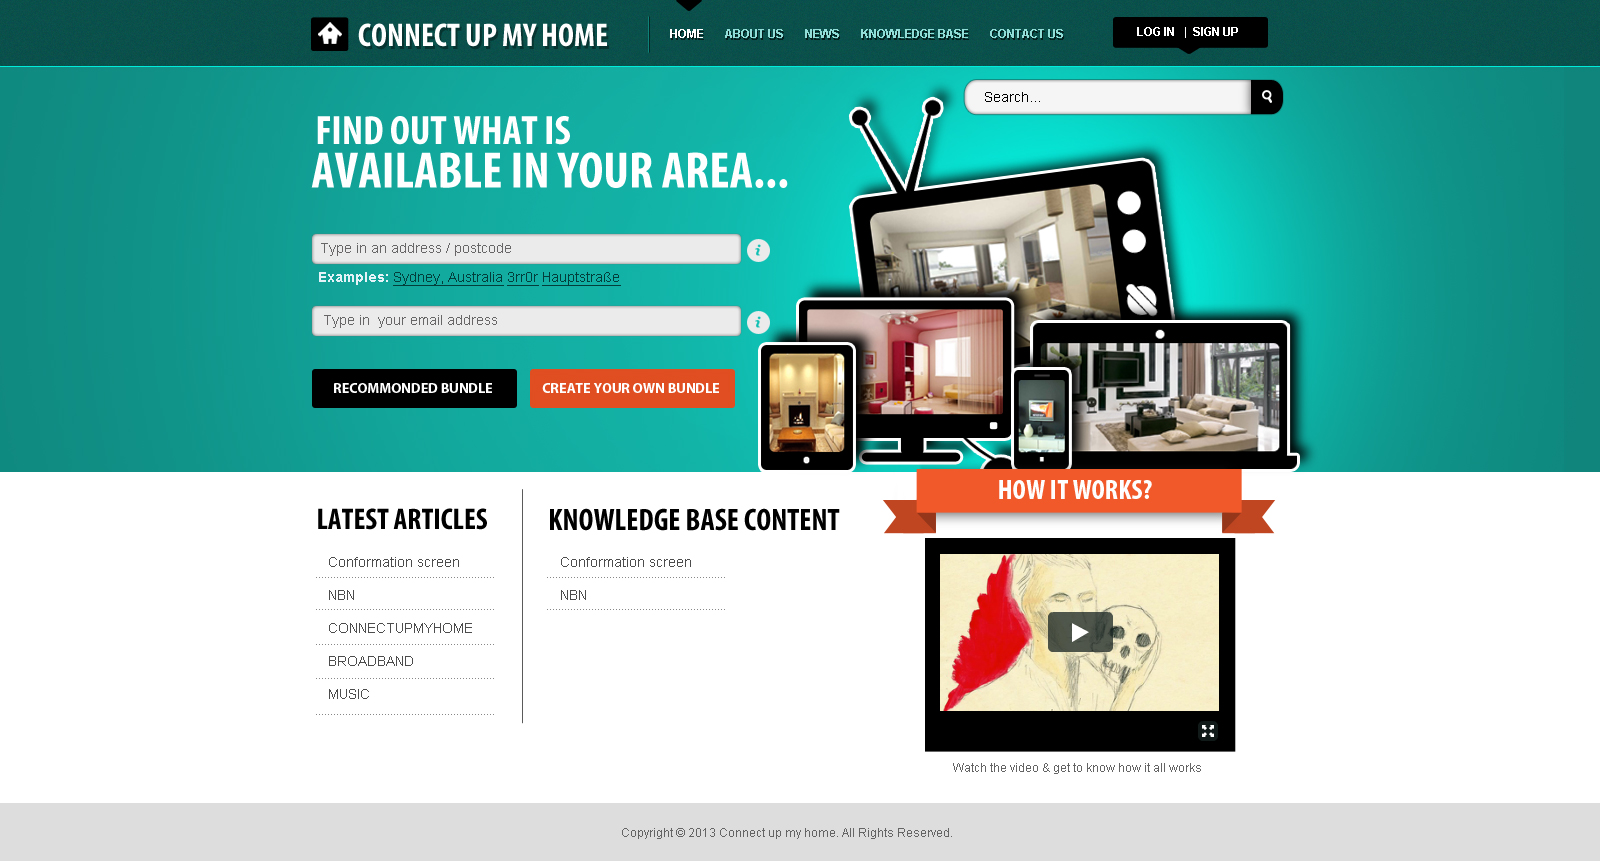 CONNECT UP MY HOME
HOME ABOUT US NEWS KNOWLEDGE BASE CONTACT US
LOG IN | SIGN UP
Search...
FIND OUT WHAT IS
AVAILABLE IN YOUR AREA...
Type in an address / postcode
i
Examples: Sydney, Australia 3rr0r Hauptstraße
Type in your email address
i
RECOMMONDED BUNDLE
CREATE YOUR OWN BUNDLE
HOW IT WORKS?
LATEST ARTICLES
Conformation screen
NBN
CONNECTUPMYHOME
BROADBAND
MUSIC
KNOWLEDGE BASE CONTENT
Conformation screen
NBN
Watch the video & get to know how it all works
Copyright © 2013 Connect up my home. All Rights Reserved.